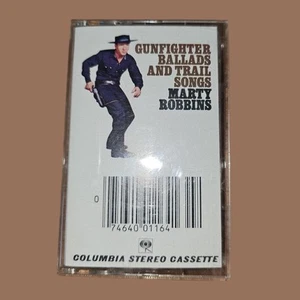 GUNFIGHTER
BALLADS
AND TRAIL
SONGS
MARTY
ROBBINS
0
74640 01164
COLUMBIA STEREO CASSETTE